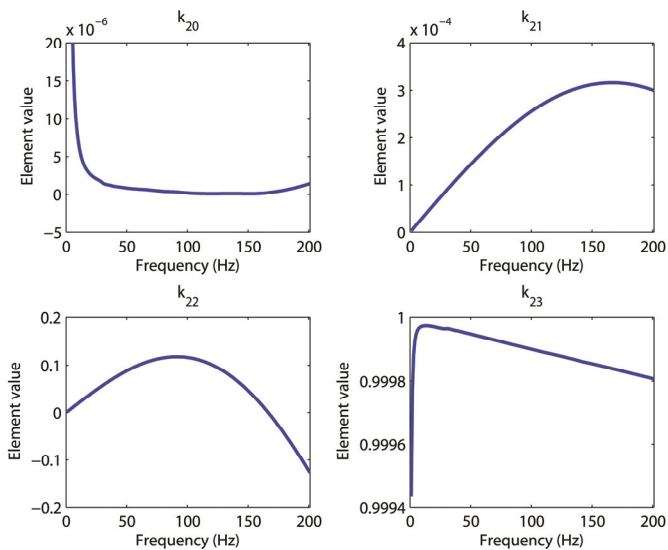 k20
x 10−6
20
15
10
5
0
−5
Element value
0 50 100 150 200
Frequency (Hz)
k21
x 10−4
4
3
2
1
0
Element value
0 50 100 150 200
Frequency (Hz)
k22
0.2
0.1
0
−0.1
−0.2
Element value
0 50 100 150 200
Frequency (Hz)
k23
1
0.9998
0.9996
0.9994
Element value
0 50 100 150 200
Frequency (Hz)